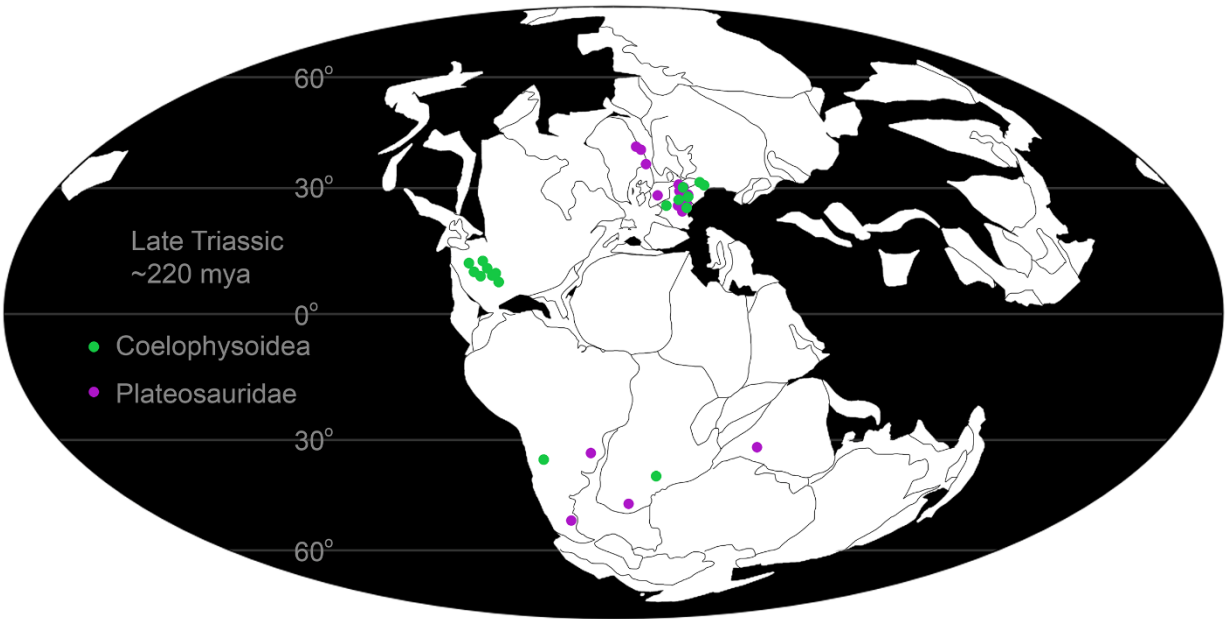 60°
30°
Late Triassic
~220 mya
0°
Coelophysoidea
Plateosauridae
30°
60°